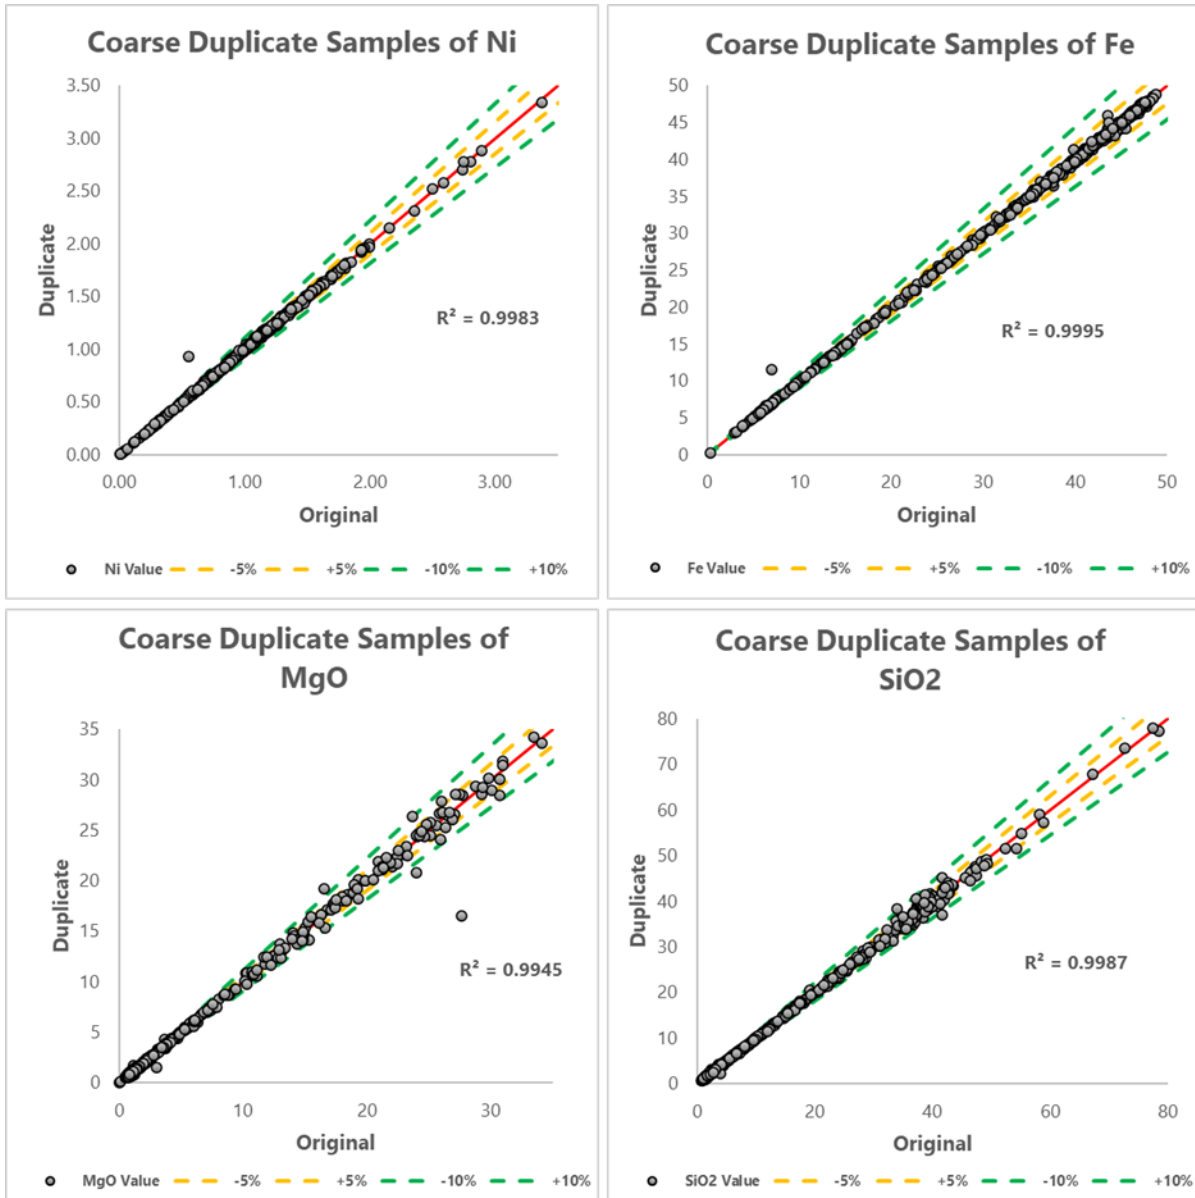 Coarse Duplicate Samples of Ni
3.50
3.00
2.50
2.00
1.50
1.00
0.50
0.00
Duplicate
R² = 0.9983
0.00 1.00 2.00 3.00
Original
Ni Value -5% +5% -10% +10%
Coarse Duplicate Samples of Fe
50
45
40
35
30
25
20
15
10
5
0
Duplicate
R² = 0.9995
0 10 20 30 40 50
Original
Fe Value -5% +5% -10% +10%
Coarse Duplicate Samples of
MgO
35
30
25
20
15
10
5
0
Duplicate
R² = 0.9945
0 10 20 30
Original
MgO Value -5% +5% -10% +10%
Coarse Duplicate Samples of
SiO2
80
70
60
50
40
30
20
10
0
Duplicate
R² = 0.9987
0 20 40 60 80
Original
SiO2 Value -5% +5% -10% +10%